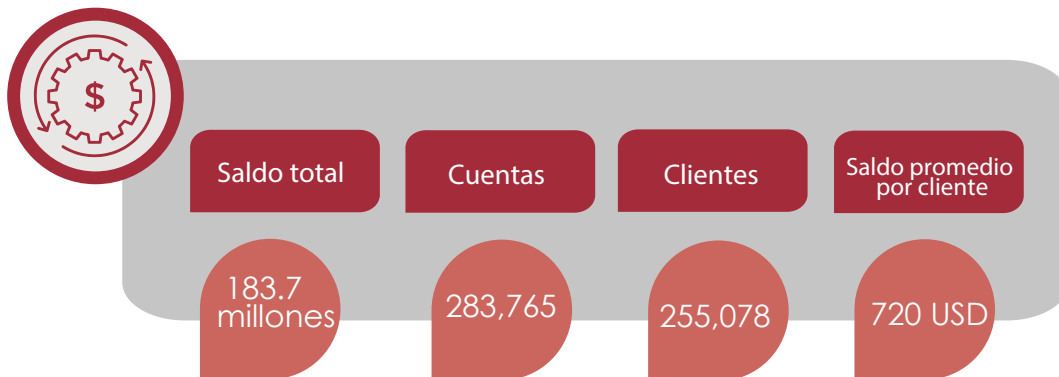 $
Saldo total
Cuentas
Clientes
Saldo promedio
por cliente
183.7
millones
283,765
255,078
720 USD